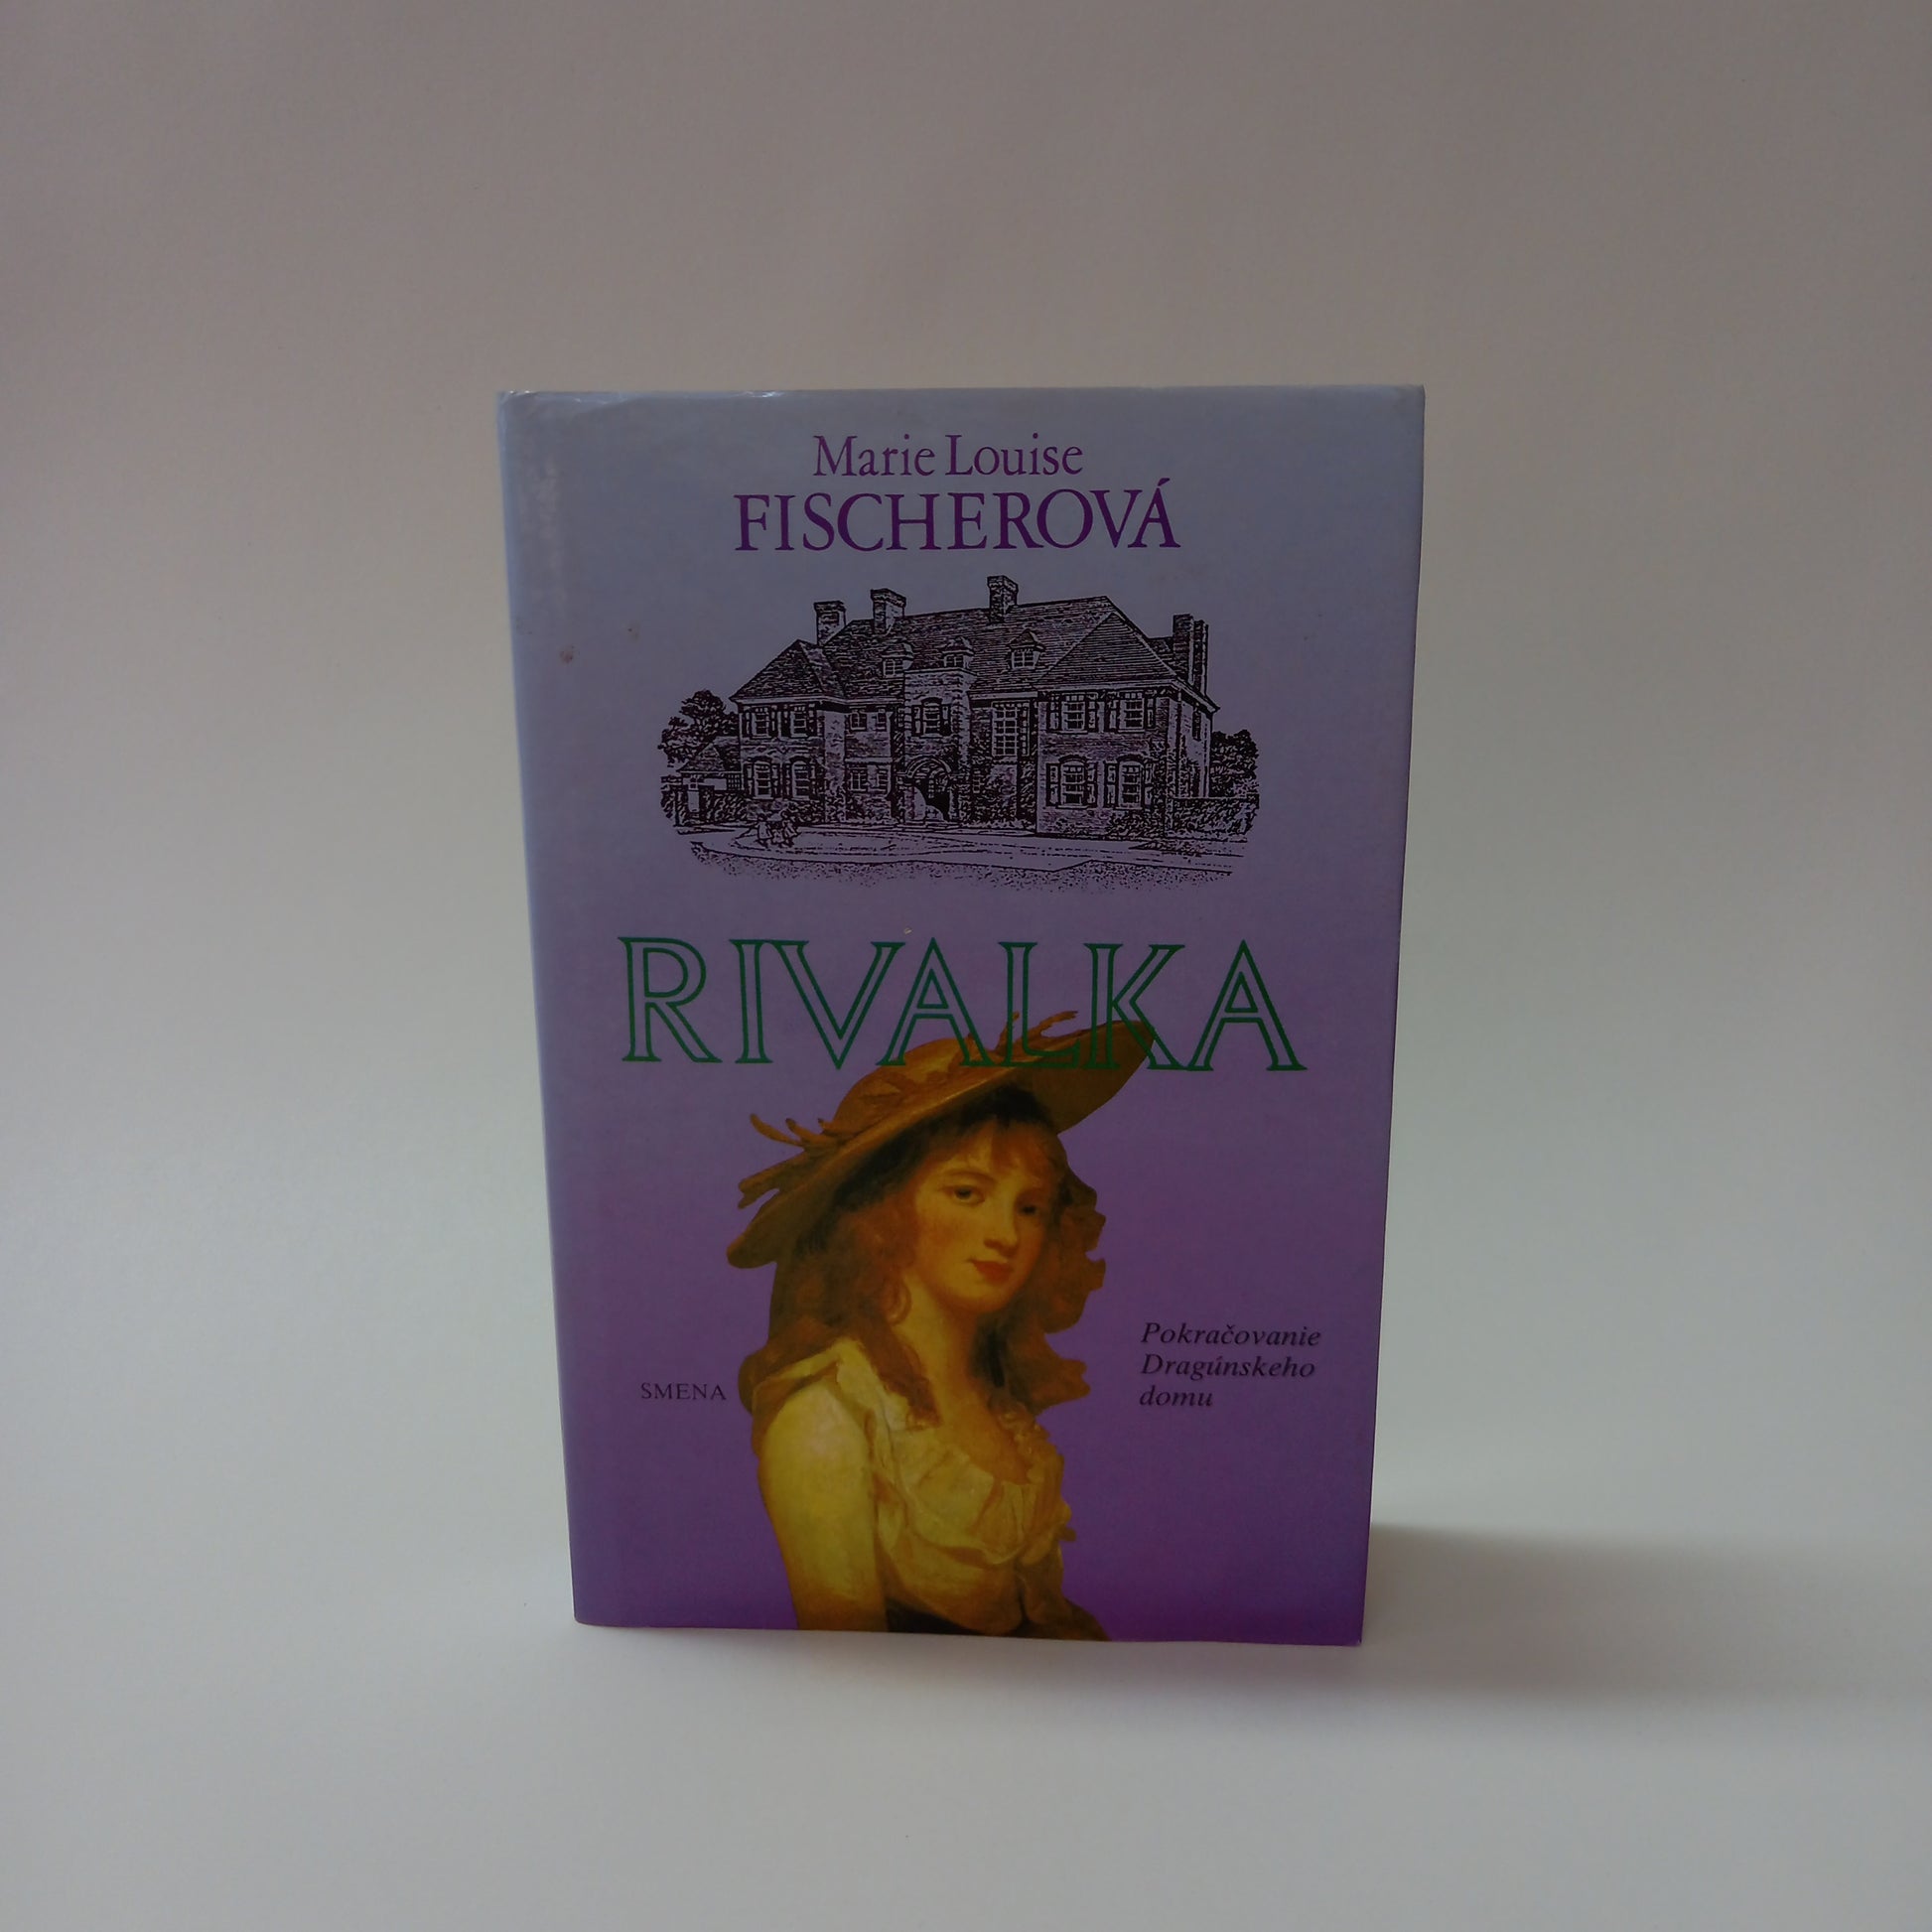 Marie Louise
FISCHEROVÁ
RIVALKA
Pokračovanie
Dragúnskeho
domu
SMENA